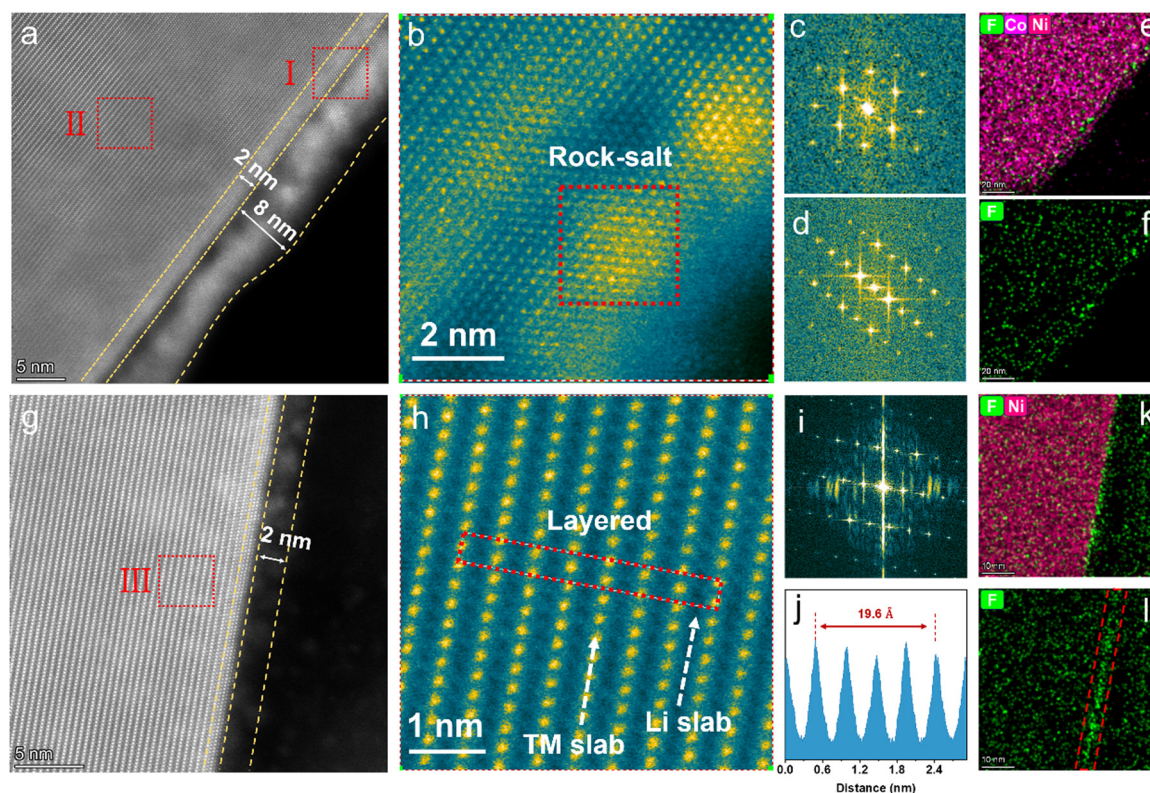 a
I
II
2 nm
8 nm
5 nm
b
Rock-salt
2 nm
c
d
F Co Ni
e
20 nm
F
f
20 nm
g
2 nm
III
5 nm
h
Layered
TM slab
Li slab
1 nm
i
j
19.6 Å
0.0 0.6 1.2 1.8 2.4
Distance (nm)
F Ni
k
10 nm
F
l
10 nm